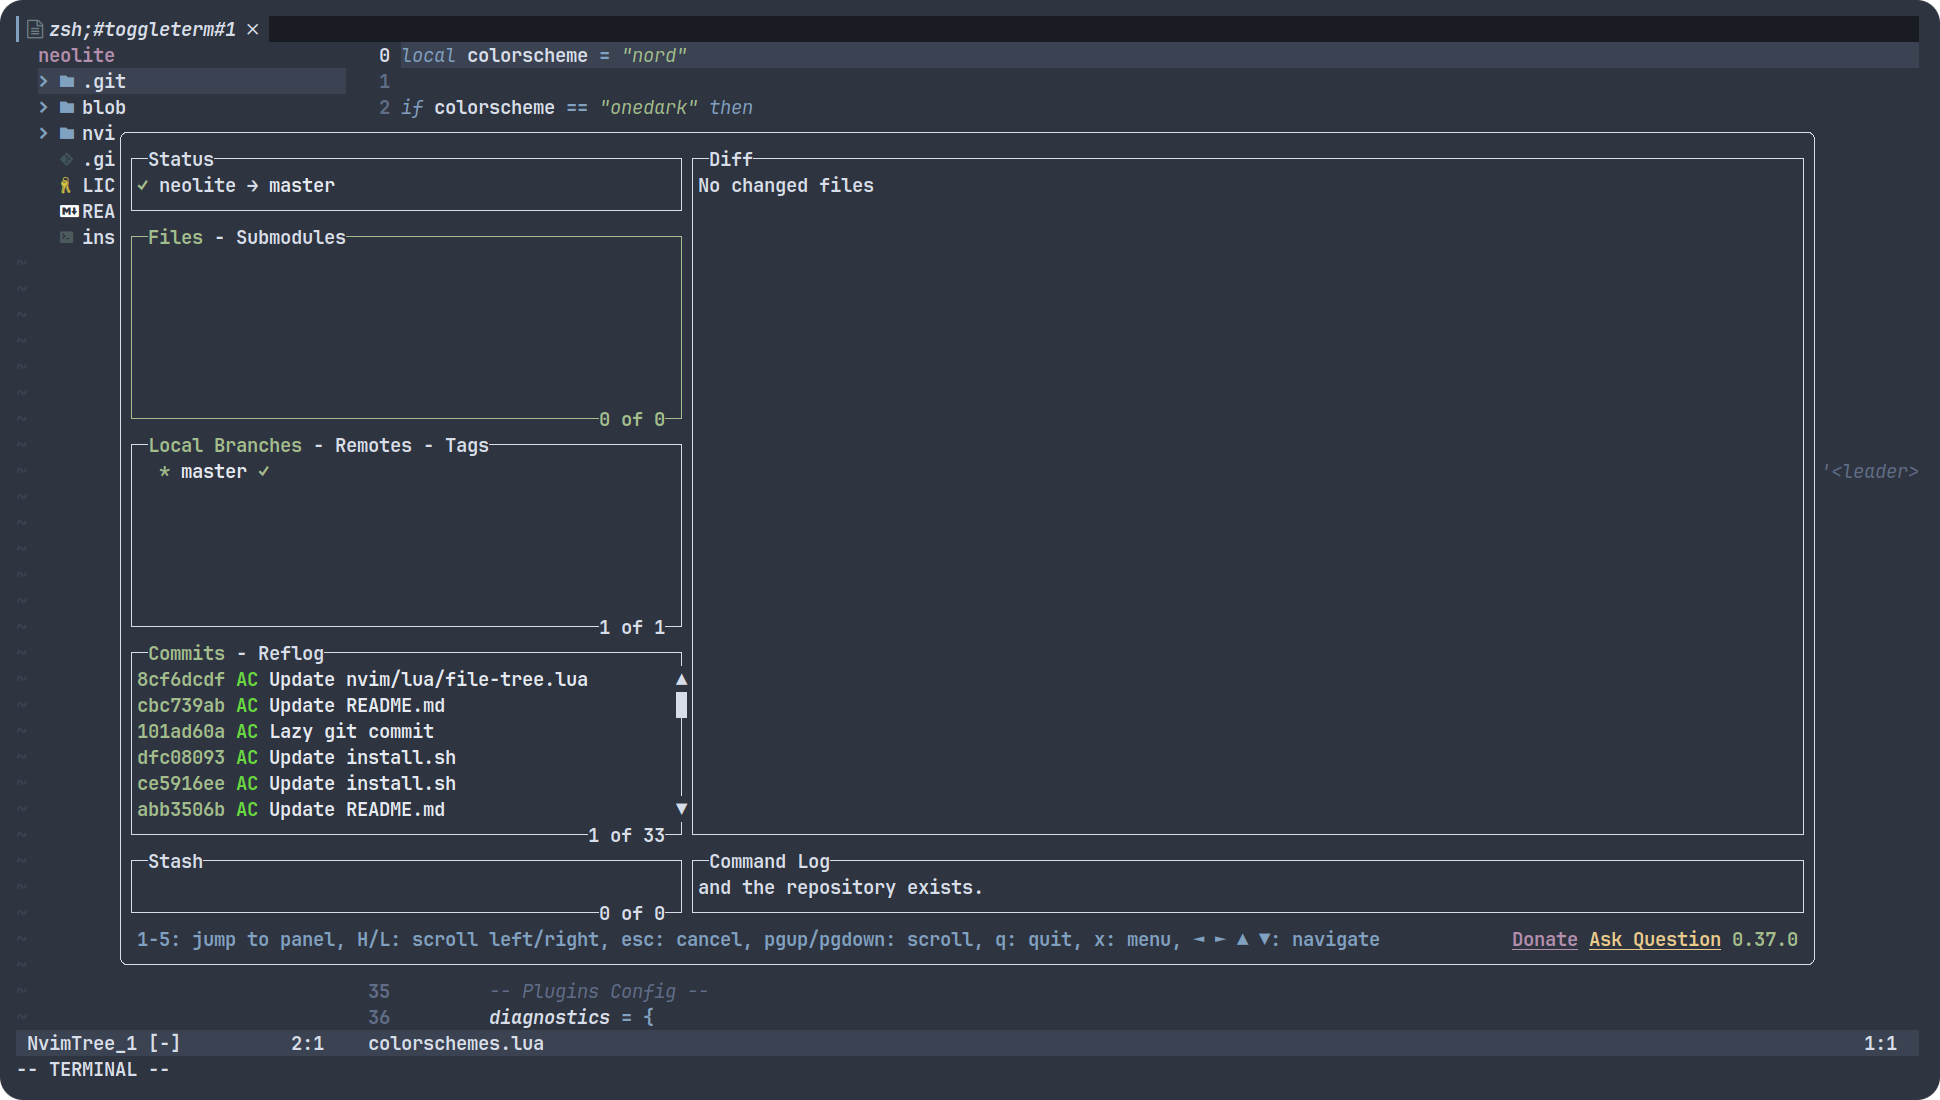 zsh;#toggleterm#1 ×
neolite
0 local colorscheme = "nord"
.git
1
blob
2 if colorscheme == "onedark" then
nvi
.gi
LIC
REA
ins
Status
✓ neolite → master
Files - Submodules
0 of 0
Local Branches - Remotes - Tags
* master ✓
1 of 1
Commits - Reflog
8cf6dcdf AC Update nvim/lua/file-tree.lua
cbc739ab AC Update README.md
101ad60a AC Lazy git commit
dfc08093 AC Update install.sh
ce5916ee AC Update install.sh
abb3506b AC Update README.md
1 of 33
Stash
0 of 0
Diff
No changed files
'<leader>
Command Log
and the repository exists.
1-5: jump to panel, H/L: scroll left/right, esc: cancel, pgup/pgdown: scroll, q: quit, x: menu, ◄ ► ▲ ▼: navigate Donate Ask Question 0.37.0
35 -- Plugins Config --
36 diagnostics = {
NvimTree_1 [-] 2:1 colorschemes.lua 1:1
-- TERMINAL --